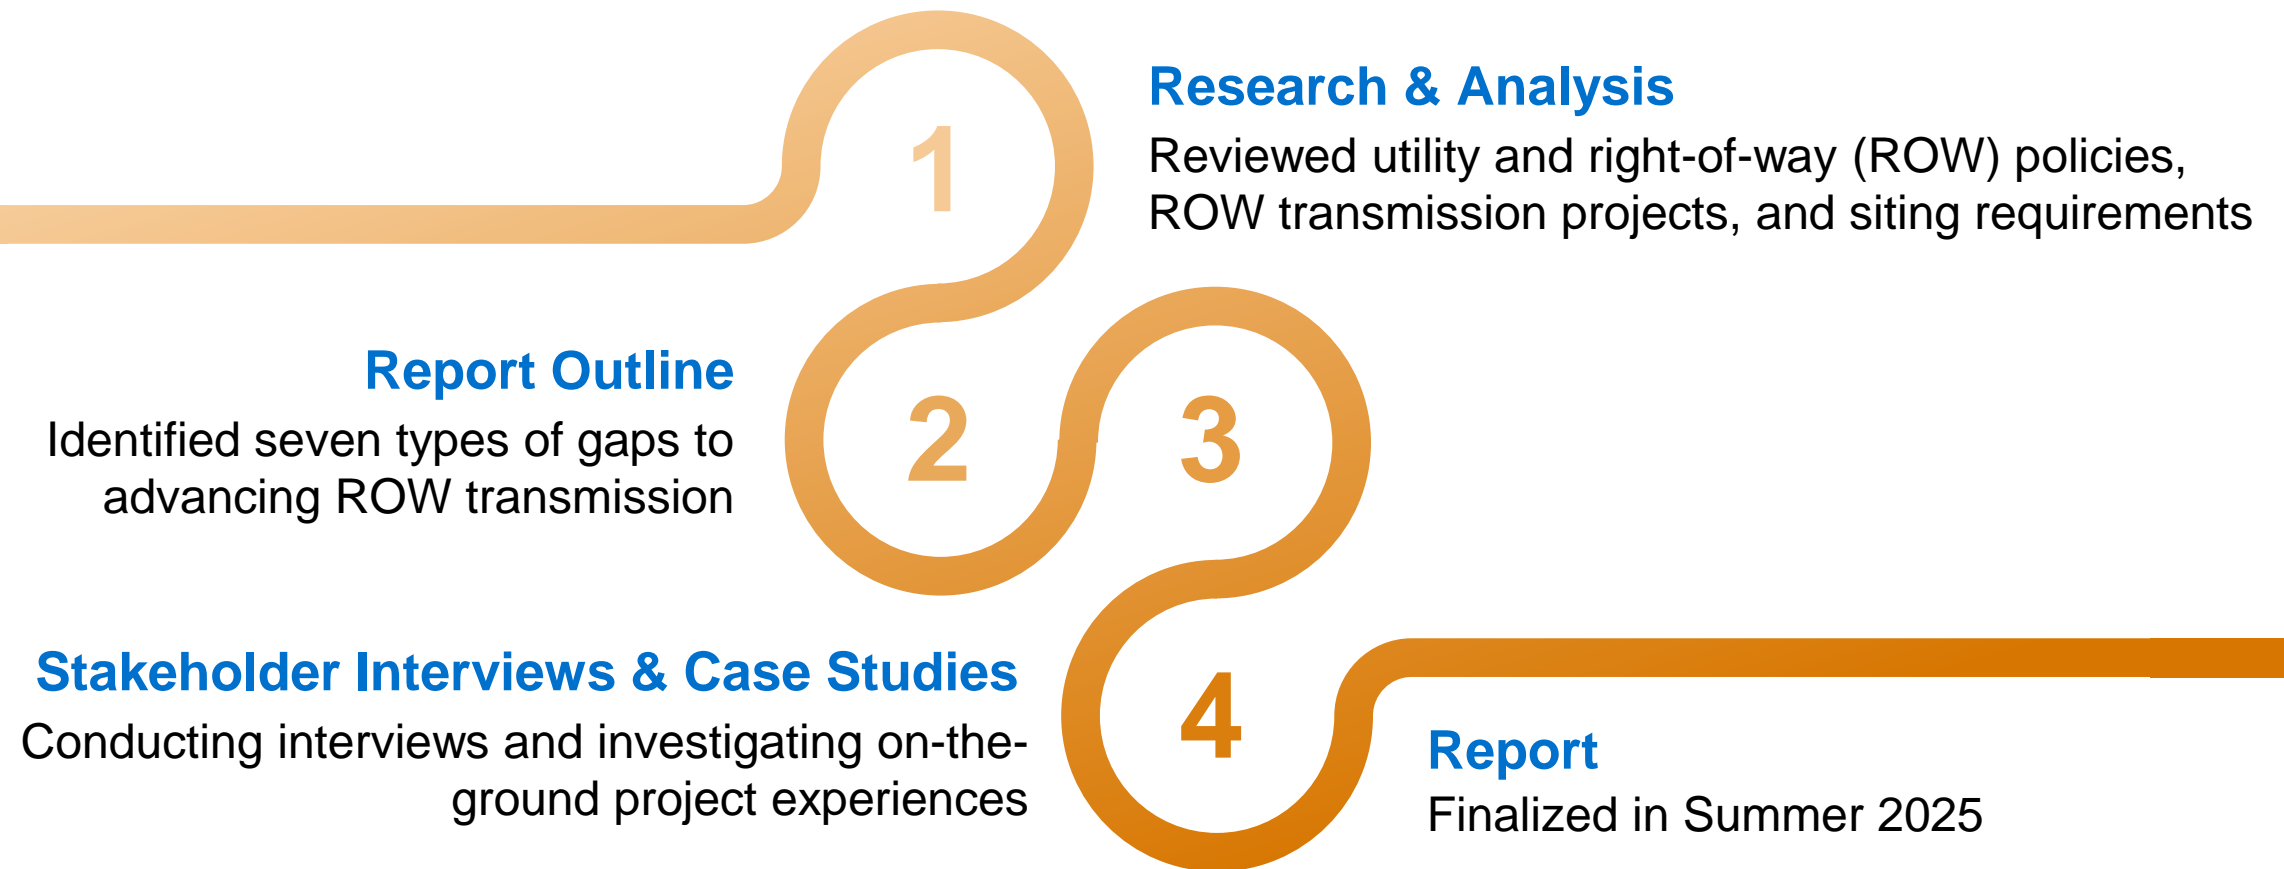 1
Research & Analysis
Reviewed utility and right-of-way (ROW) policies,
ROW transmission projects, and siting requirements
2
Report Outline
Identified seven types of gaps to
advancing ROW transmission
3
Stakeholder Interviews & Case Studies
Conducting interviews and investigating on-the-
ground project experiences
4
Report
Finalized in Summer 2025